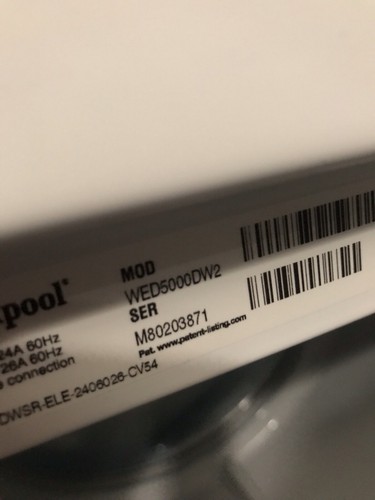 pool®
24A 60Hz
26A 60Hz
connection
MOD
WED5000DW2
SER
M80203871
Pat. www.patent-listing.com
DWSR-ELE-2406026-CV54